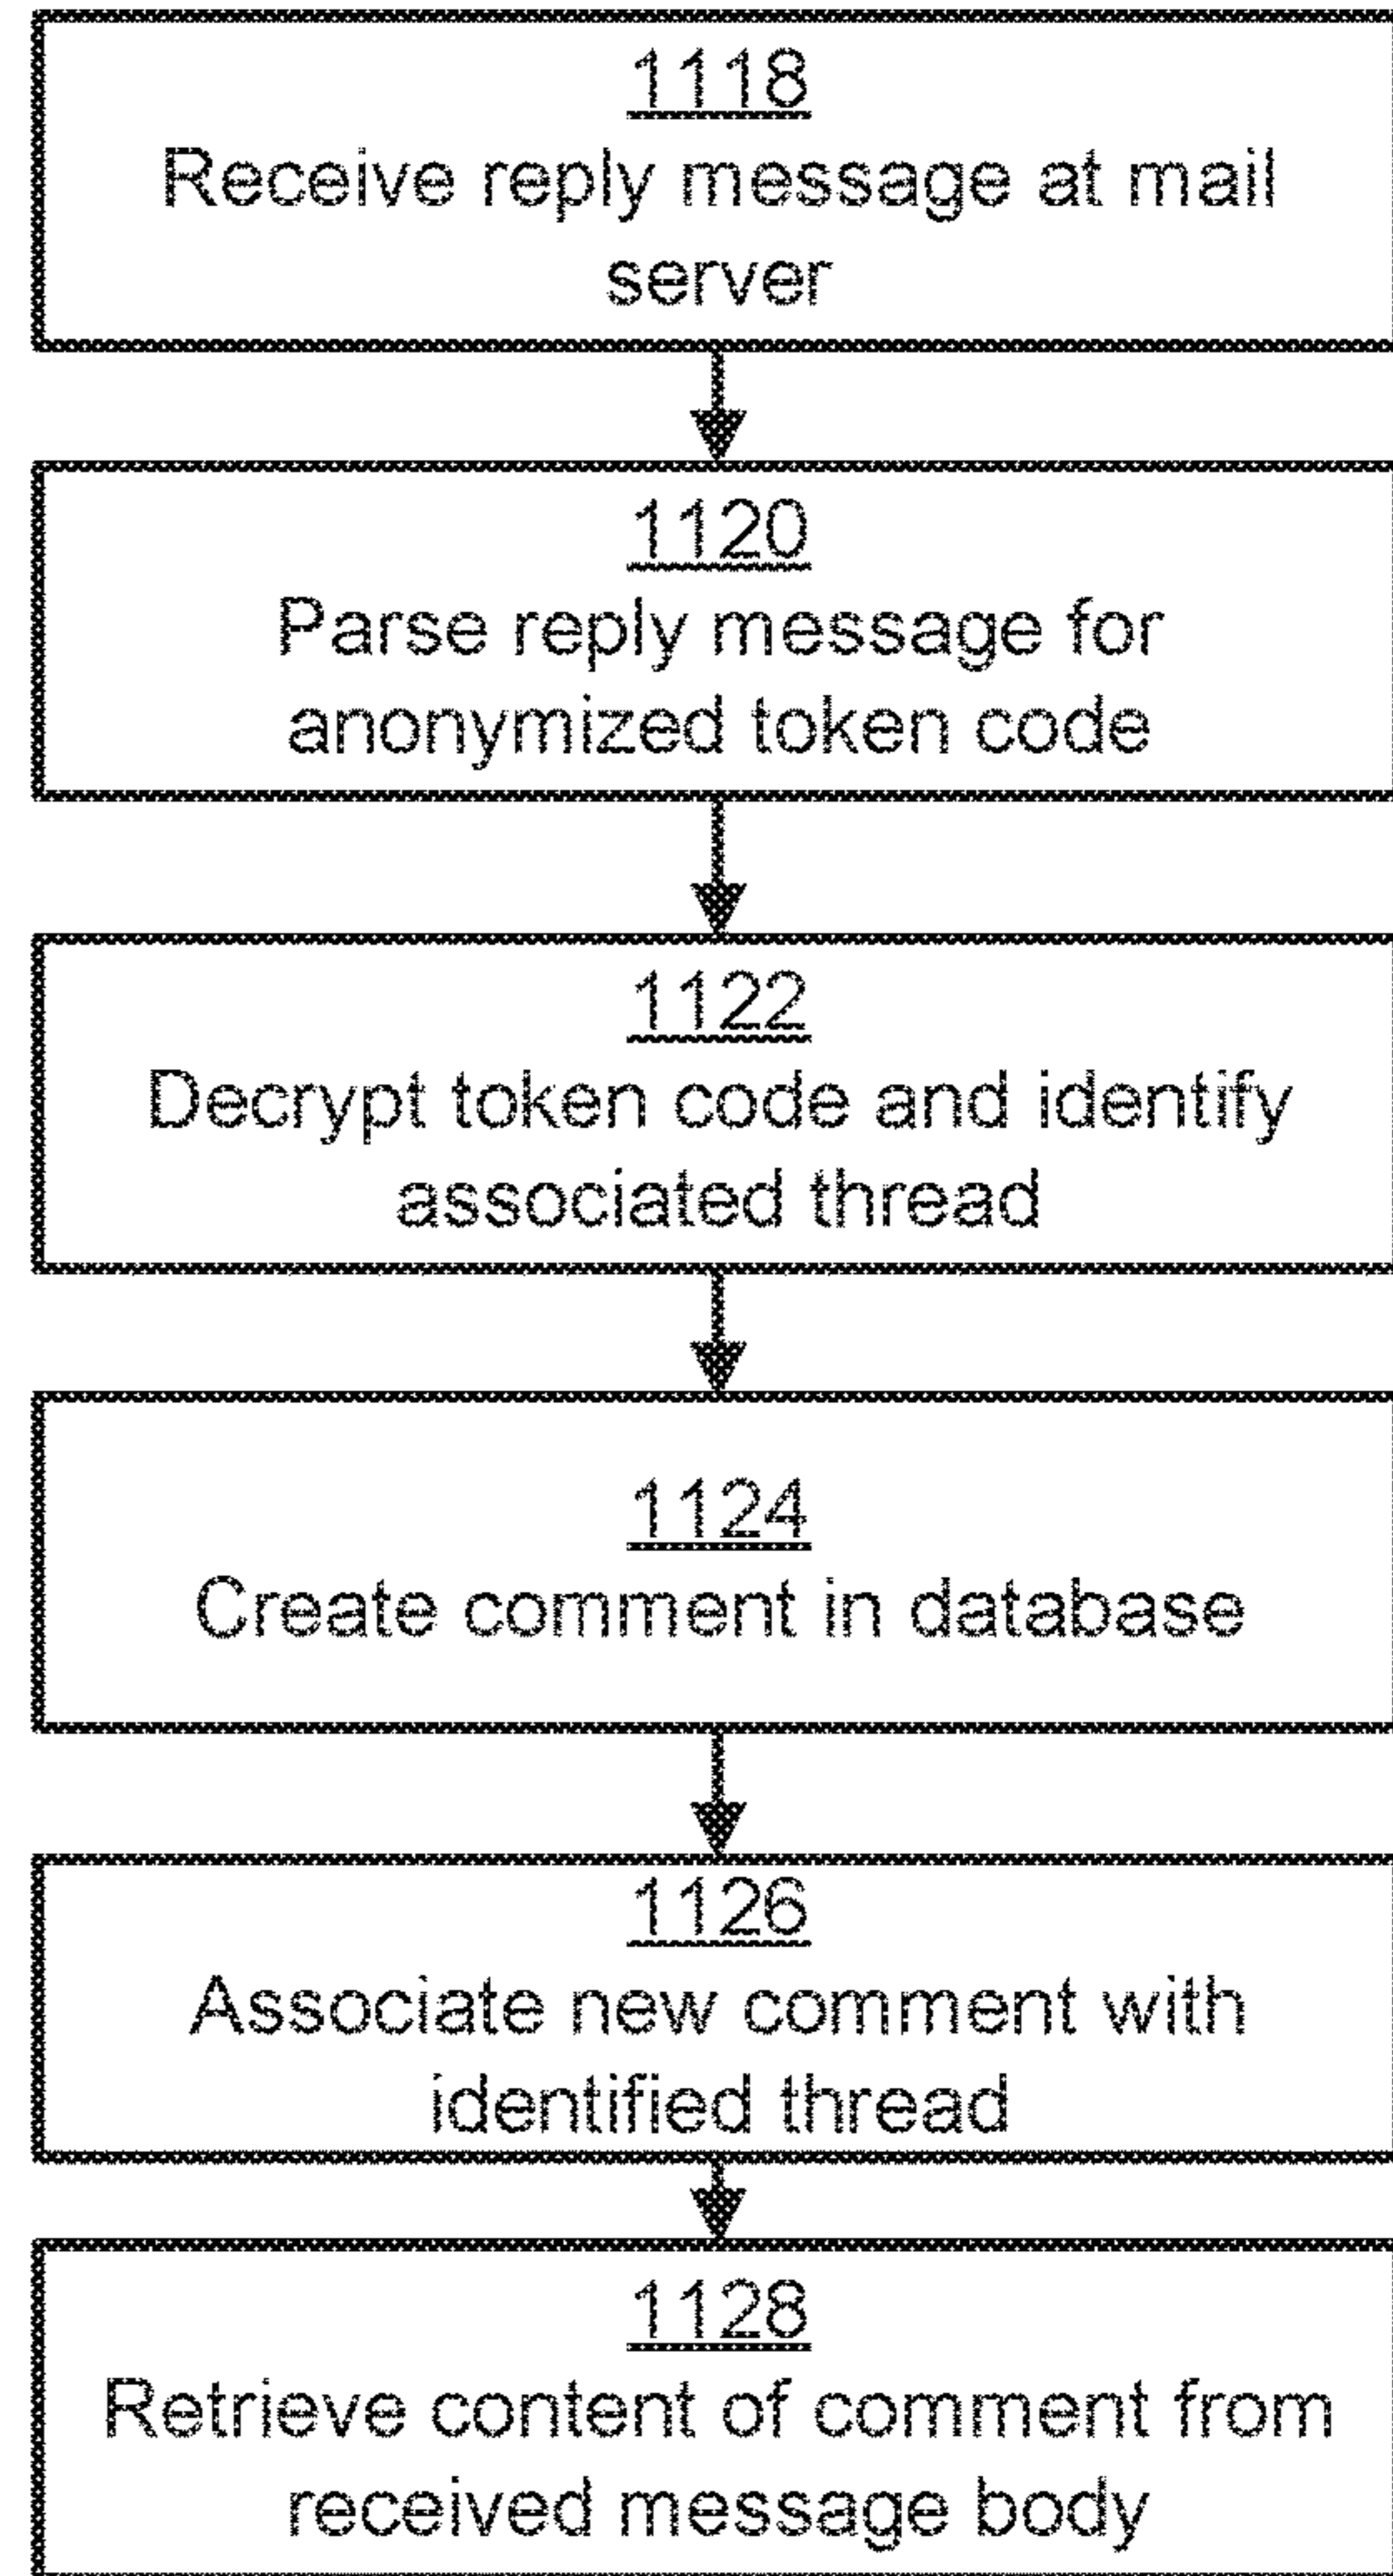 1118
Receive reply message at mail
server
1120
Parse reply message for
anonymized token code
1122
Decrypt token code and identify
associated thread
1124
Create comment in database
1126
Associate new comment with
identified thread
1128
Retrieve content of comment from
received message body